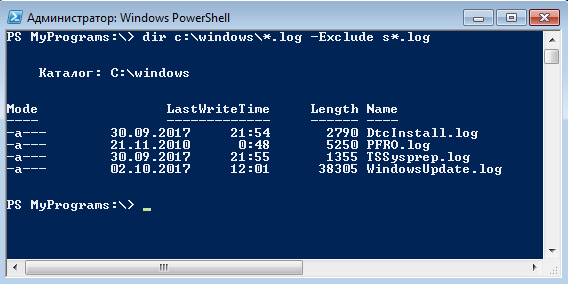 Администратор: Windows PowerShell
PS MyPrograms:\> dir c:\windows\*.log -Exclude s*.log
Каталог: C:\windows
Mode LastWriteTime Length Name
---- ------------- ------ ----
-a--- 30.09.2017 21:54 2790 DtcInstall.log
-a--- 21.11.2010 0:48 5250 PFRO.log
-a--- 30.09.2017 21:55 1355 TSSysprep.log
-a--- 02.10.2017 12:01 38305 WindowsUpdate.log
PS MyPrograms:\> _